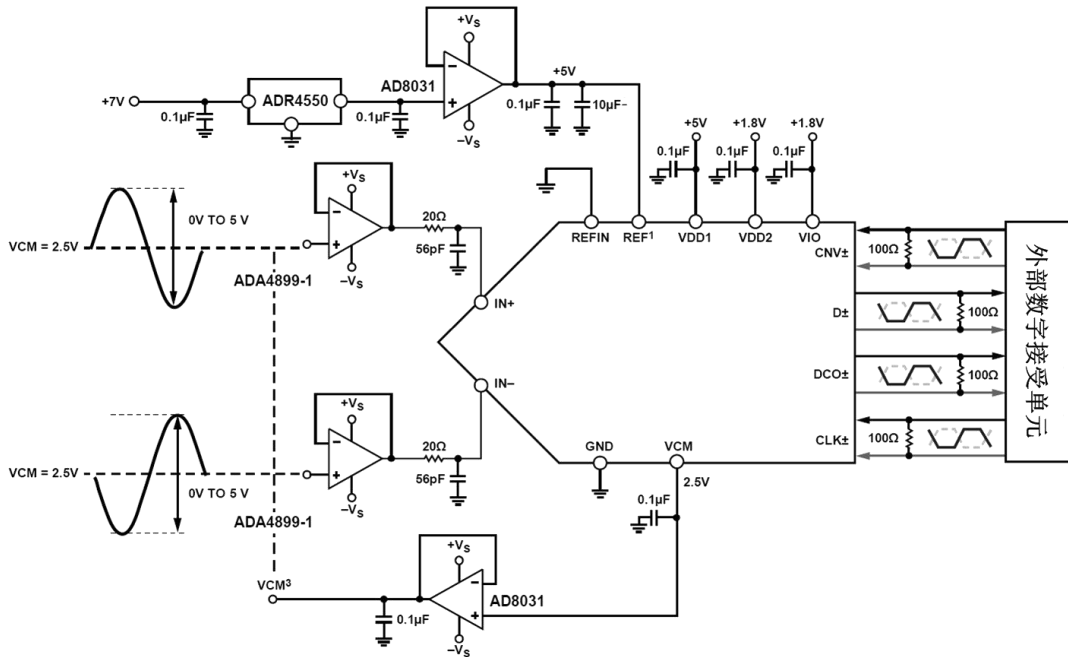 +VS
AD8031
+7V
ADR4550
0.1µF
0.1µF
–VS
+5V
0.1µF
10µF–
+5V
+1.8V
+1.8V
0.1µF
0.1µF
0.1µF
0V TO 5 V
VCM = 2.5V
+VS
–VS
ADA4899-1
20Ω
56pF
REFIN
REF1
VDD1
VDD2
VIO
IN+
IN–
CNV±
100Ω
D±
100Ω
DCO±
100Ω
CLK±
100Ω
外部数字接受单元
VCM = 2.5V
0V TO 5 V
+VS
–VS
ADA4899-1
20Ω
56pF
GND
VCM
2.5V
0.1µF
VCM3
0.1µF
+VS
AD8031
–VS